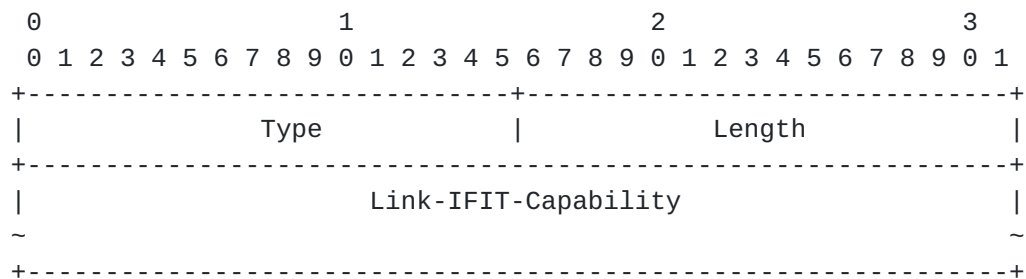 0                   1                   2                   3
 0 1 2 3 4 5 6 7 8 9 0 1 2 3 4 5 6 7 8 9 0 1 2 3 4 5 6 7 8 9 0 1
+-------------------------------+-------------------------------+
|               Type            |            Length             |
+---------------------------------------------------------------+
|                      Link-IFIT-Capability                     |
~                                                               ~
+---------------------------------------------------------------+